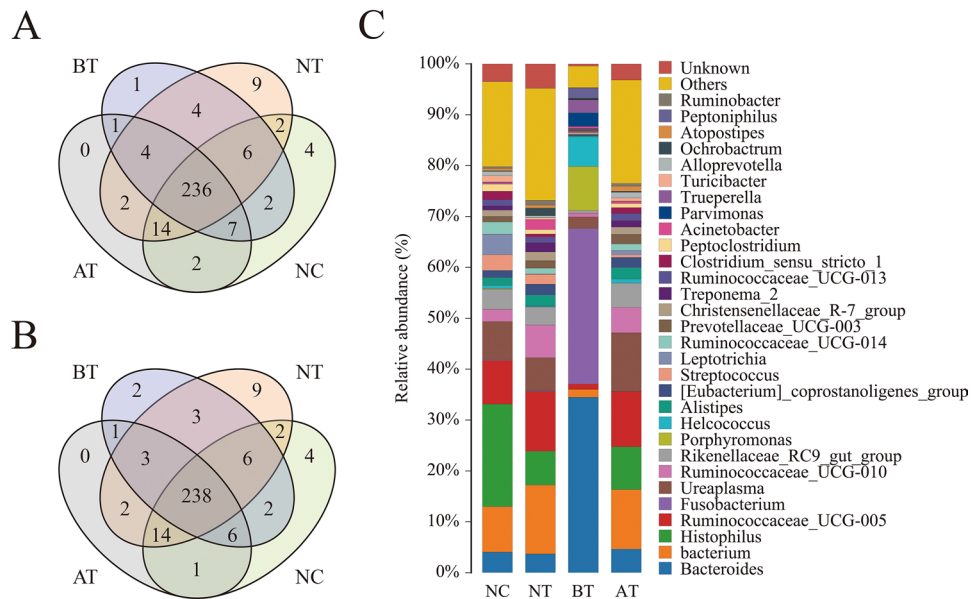 A
BT
NT
1
9
4
1
2
0
4
6
4
236
2
2
14
7
2
AT
NC
B
BT
NT
2
9
3
1
2
0
3
6
4
238
2
2
14
6
1
AT
NC
C
Relative abundance (%)
100%
90%
80%
70%
60%
50%
40%
30%
20%
10%
0%
NC NT BT AT
Unknown
Others
Ruminobacter
Peptoniphilus
Atopostipes
Ochrobactrum
Alloprevotella
Turicibacter
Trueperella
Parvimonas
Acinetobacter
Peptoclostridium
Clostridium_sensu_stricto_1
Ruminococcaceae_UCG-013
Treponema_2
Christensenellaceae_R-7_group
Prevotellaceae_UCG-003
Ruminococcaceae_UCG-014
Leptotrichia
Streptococcus
[Eubacterium]_coprostanoligenes_group
Alistipes
Helcococcus
Porphyromonas
Rikenellaceae_RC9_gut_group
Ruminococcaceae_UCG-010
Ureaplasma
Fusobacterium
Ruminococcaceae_UCG-005
Histophilus
bacterium
Bacteroides